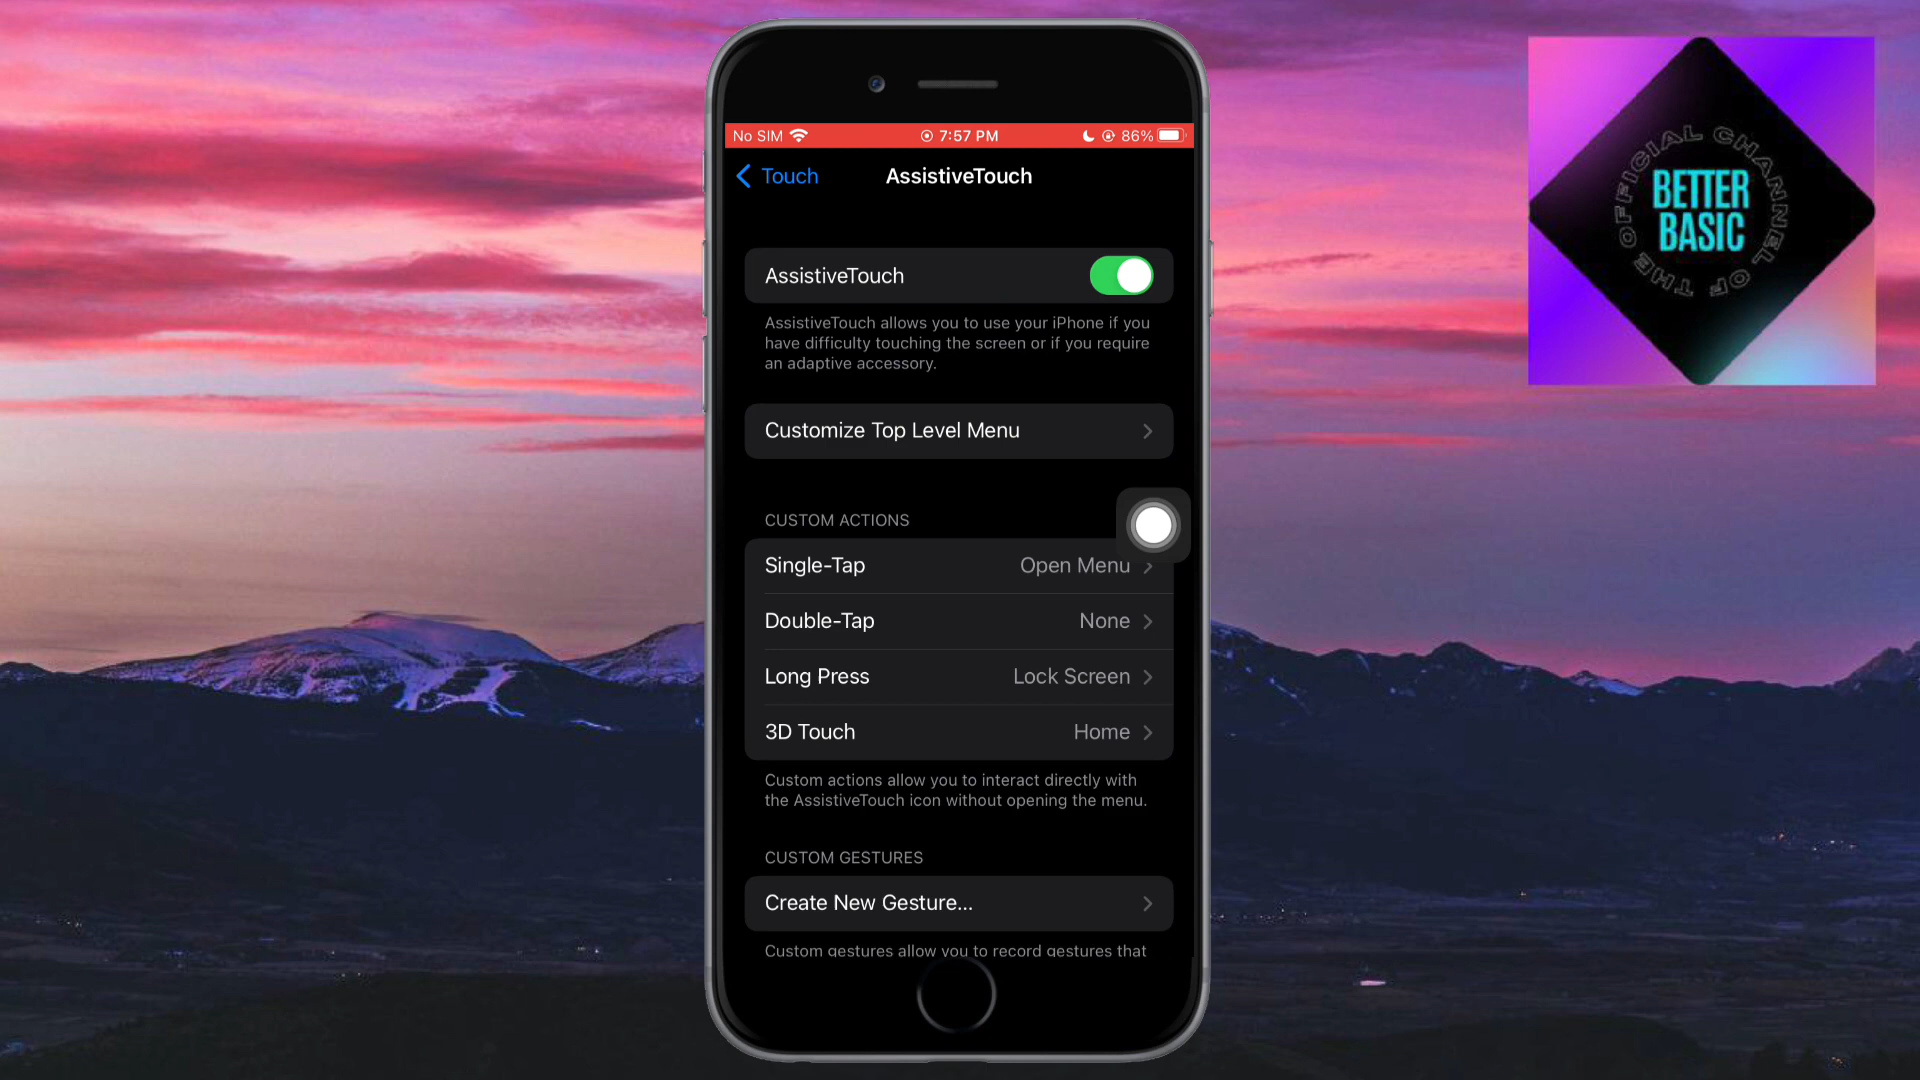 No SIM 7:57 PM 86%
Touch AssistiveTouch
AssistiveTouch
AssistiveTouch allows you to use your iPhone if you
have difficulty touching the screen or if you require
an adaptive accessory.
Customize Top Level Menu
CUSTOM ACTIONS
Single-Tap Open Menu
Double-Tap None
Long Press Lock Screen
3D Touch Home
Custom actions allow you to interact directly with
the AssistiveTouch icon without opening the menu.
CUSTOM GESTURES
Create New Gesture...
Custom gestures allow you to record gestures that
OFFICIAL CHANNEL OF THE
BETTER
BASIC